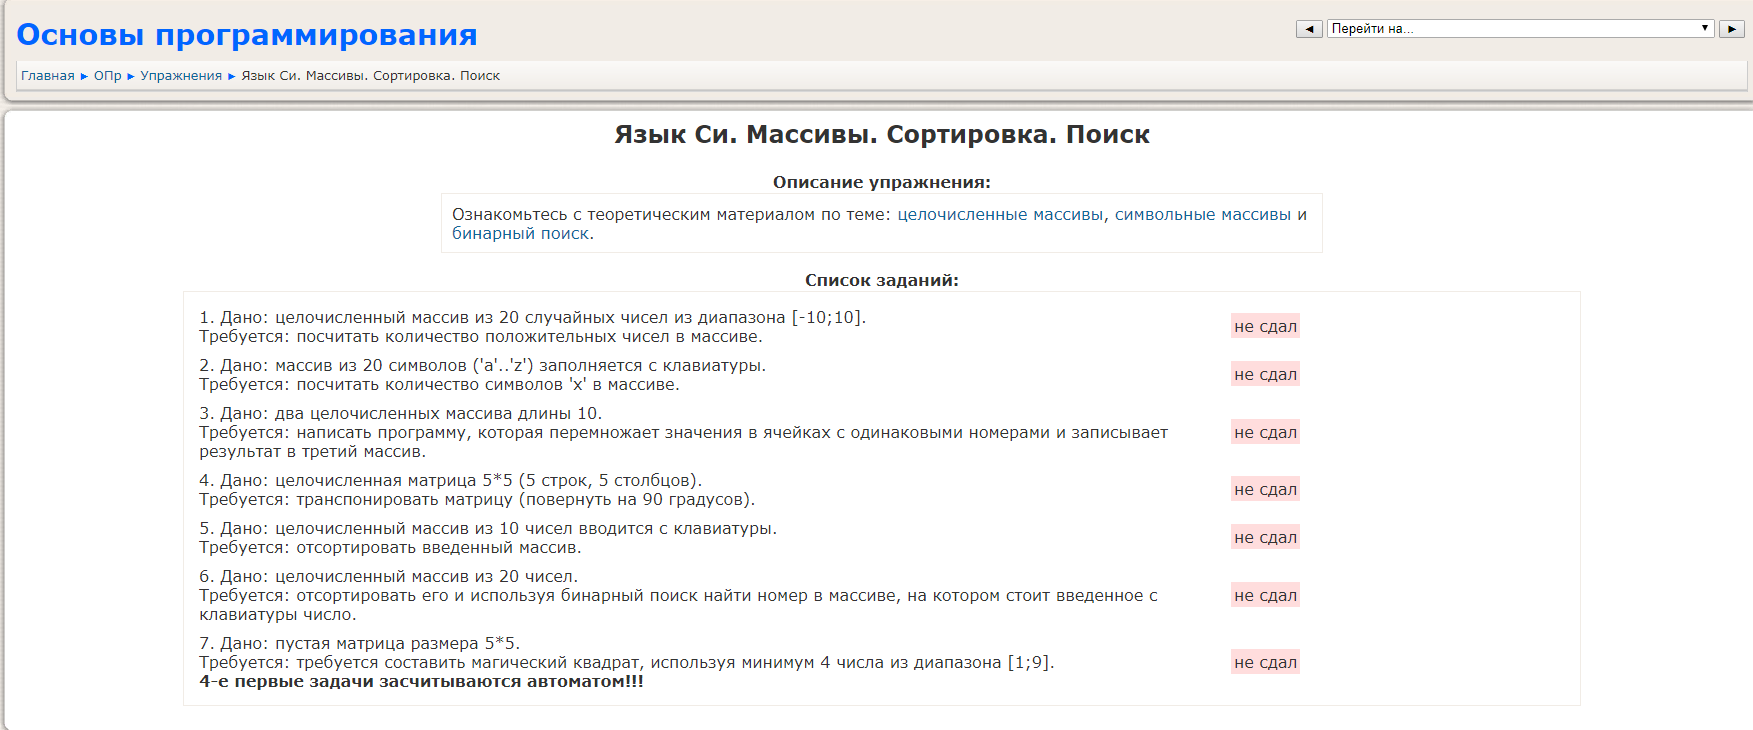 Основы программирования
◄ Перейти на... ▼ ►
Главная ► ОПр ► Упражнения ► Язык Си. Массивы. Сортировка. Поиск
Язык Си. Массивы. Сортировка. Поиск
Описание упражнения:
Ознакомьтесь с теоретическим материалом по теме: целочисленные массивы, символьные массивы и
бинарный поиск.
Список заданий:
1. Дано: целочисленный массив из 20 случайных чисел из диапазона [-10;10].
Требуется: посчитать количество положительных чисел в массиве.
не сдал
2. Дано: массив из 20 символов ('a'..'z') заполняется с клавиатуры.
Требуется: посчитать количество символов 'x' в массиве.
не сдал
3. Дано: два целочисленных массива длины 10.
Требуется: написать программу, которая перемножает значения в ячейках с одинаковыми номерами и записывает
результат в третий массив.
не сдал
4. Дано: целочисленная матрица 5*5 (5 строк, 5 столбцов).
Требуется: транспонировать матрицу (повернуть на 90 градусов).
не сдал
5. Дано: целочисленный массив из 10 чисел вводится с клавиатуры.
Требуется: отсортировать введенный массив.
не сдал
6. Дано: целочисленный массив из 20 чисел.
Требуется: отсортировать его и используя бинарный поиск найти номер в массиве, на котором стоит введенное с
клавиатуры число.
не сдал
7. Дано: пустая матрица размера 5*5.
Требуется: требуется составить магический квадрат, используя минимум 4 числа из диапазона [1;9].
4-е первые задачи засчитываются автоматом!!!
не сдал